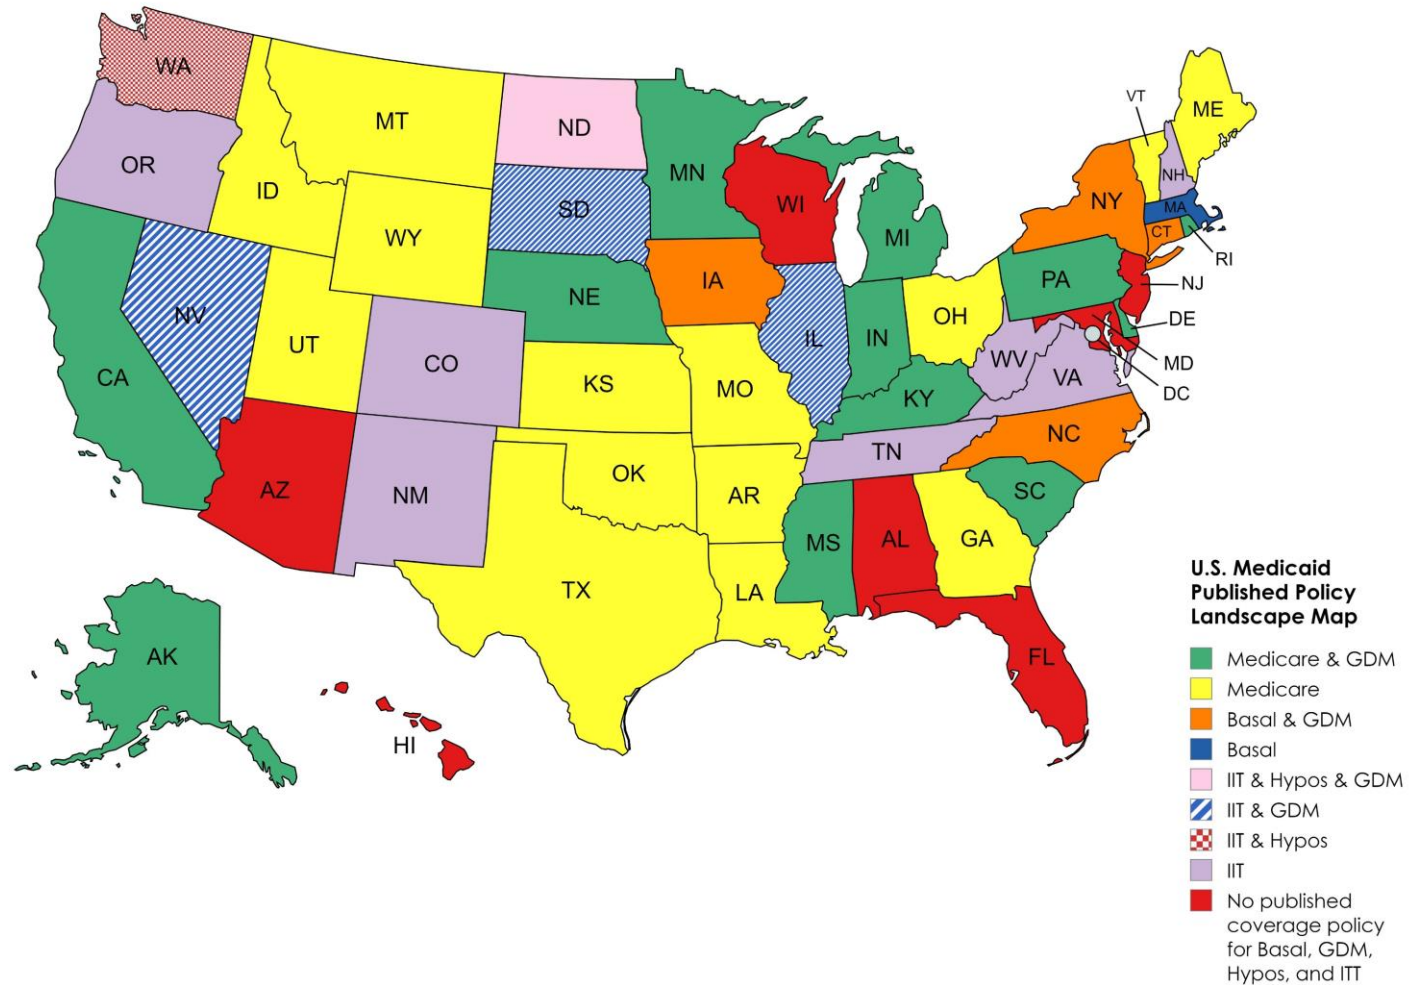 WA
MT
ND
MN
VT
ME
OR
ID
SD
WI
NY
NH
MA
WY
MI
CT
RI
NV
NE
IA
PA
NJ
UT
CO
IL
IN
OH
DE
CA
KS
MO
KY
WV
VA
MD
DC
AZ
NM
OK
AR
TN
NC
SC
TX
LA
MS
AL
GA
AK
HI
FL
U.S. Medicaid
Published Policy
Landscape Map
Medicare & GDM
Medicare
Basal & GDM
Basal
IIT & Hypos & GDM
IIT & GDM
IIT & Hypos
IIT
No published
coverage policy
for Basal, GDM,
Hypos, and ITT